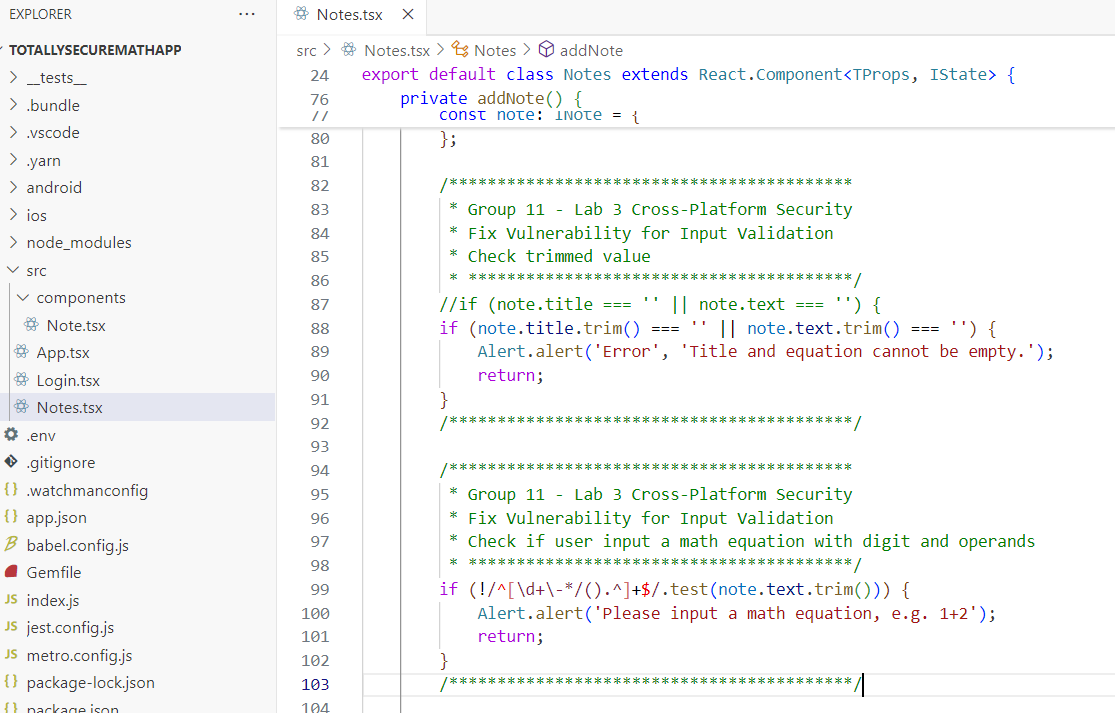 EXPLORER
...
Notes.tsx
TOTALLYSECUREMATHAPP
__tests__
.bundle
.vscode
.yarn
android
ios
node_modules
src
components
Note.tsx
App.tsx
Login.tsx
Notes.tsx
.env
.gitignore
.watchmanconfig
app.json
babel.config.js
Gemfile
index.js
jest.config.js
metro.config.js
package-lock.json
package.json
src > Notes.tsx > Notes > addNote
24 export default class Notes extends React.Component<TProps, IState> {
76 private addNote() {
77 const note: INote = {
80 };
81
82 /******************************************
83 * Group 11 - Lab 3 Cross-Platform Security
84 * Fix Vulnerability for Input Validation
85 * Check trimmed value
86 * ****************************************/
87 //if (note.title === '' || note.text === '') {
88 if (note.title.trim() === '' || note.text.trim() === '') {
89 Alert.alert('Error', 'Title and equation cannot be empty.');
90 return;
91 }
92 /******************************************/
93
94 /******************************************
95 * Group 11 - Lab 3 Cross-Platform Security
96 * Fix Vulnerability for Input Validation
97 * Check if user input a math equation with digit and operands
98 * ****************************************/
99 if (!/^[\d+\-*/().^]+$/.test(note.text.trim())) {
100 Alert.alert('Please input a math equation, e.g. 1+2');
101 return;
102 }
103 /******************************************/
104